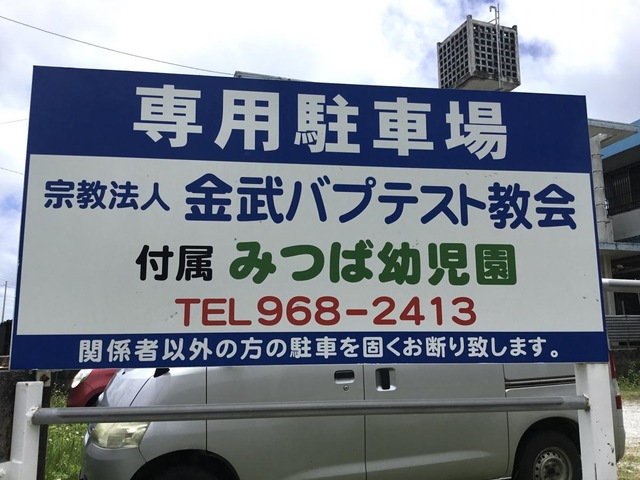 専用駐車場
宗教法人 金武バプテスト教会
付属 みつば幼児園
TEL968-2413
関係者以外の方の駐車を固くお断り致します。